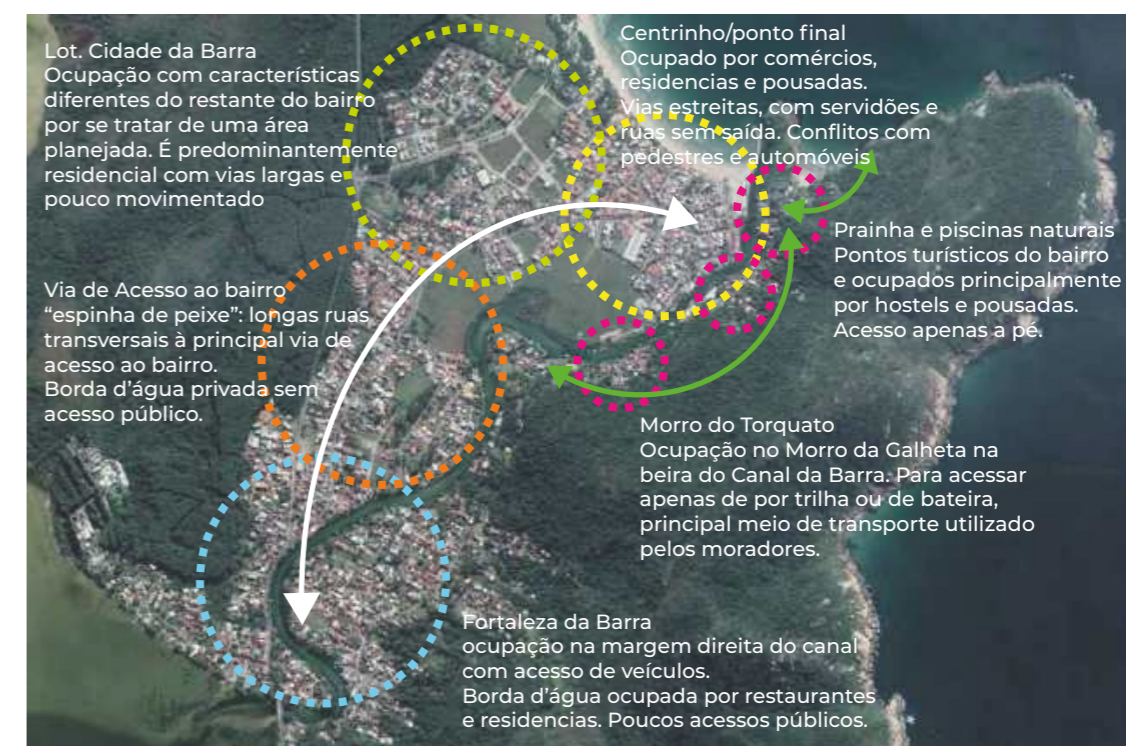 Lot. Cidade da Barra
Ocupação com características
diferentes do restante do bairro
por se tratar de uma área
planejada. É predominantemente
residencial com vias largas e
pouco movimentado
Centrinho/ponto final
Ocupado por comércios,
residencias e pousadas.
Vias estreitas, com servidões e
ruas sem saída. Conflitos com
pedestres e automóveis
Prainha e piscinas naturais
Pontos turísticos do bairro
e ocupados principalmente
por hostels e pousadas.
Acesso apenas a pé.
Via de Acesso ao bairro
“espinha de peixe”: longas ruas
transversais à principal via de
acesso ao bairro.
Borda d’água privada sem
acesso público.
Morro do Torquato
Ocupação no Morro da Galheta na
beira do Canal da Barra. Para acessar
apenas de por trilha ou de bateira,
principal meio de transporte utilizado
pelos moradores.
Fortaleza da Barra
ocupação na margem direita do canal
com acesso de veículos.
Borda d’água ocupada por restaurantes
e residencias. Poucos acessos públicos.